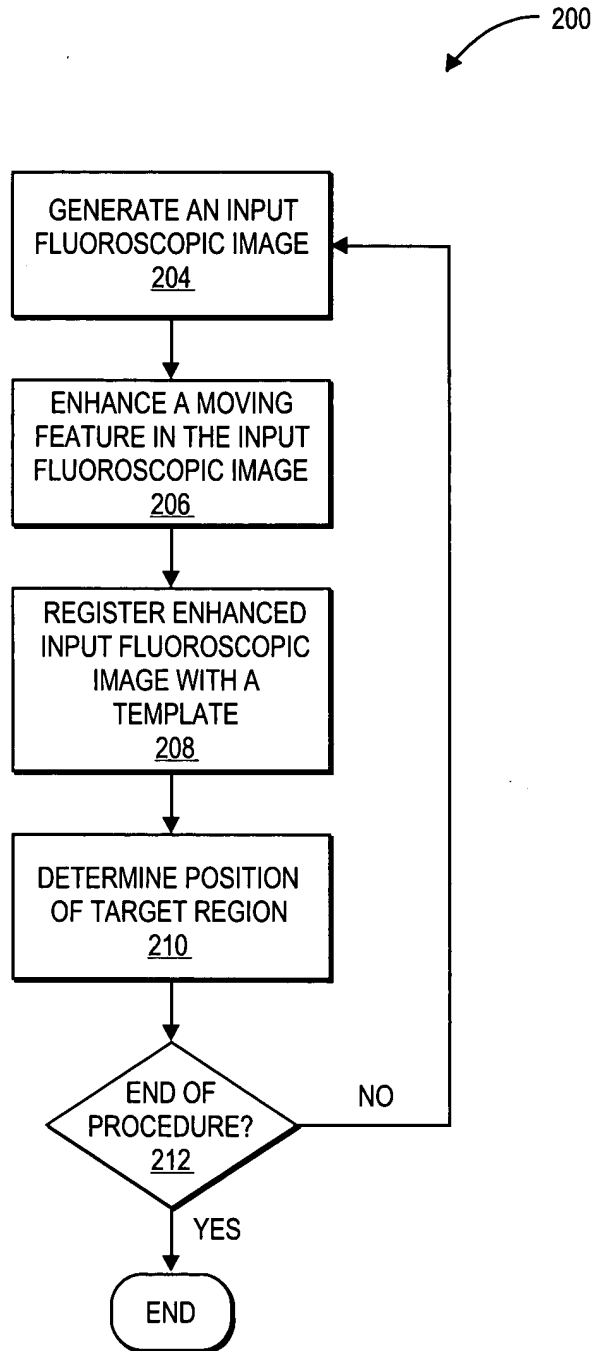 200
GENERATE AN INPUT
FLUOROSCOPIC IMAGE
204
ENHANCE A MOVING
FEATURE IN THE INPUT
FLUOROSCOPIC IMAGE
206
REGISTER ENHANCED
INPUT FLUOROSCOPIC
IMAGE WITH A
TEMPLATE
208
DETERMINE POSITION
OF TARGET REGION
210
END OF
PROCEDURE?
212
NO
YES
END